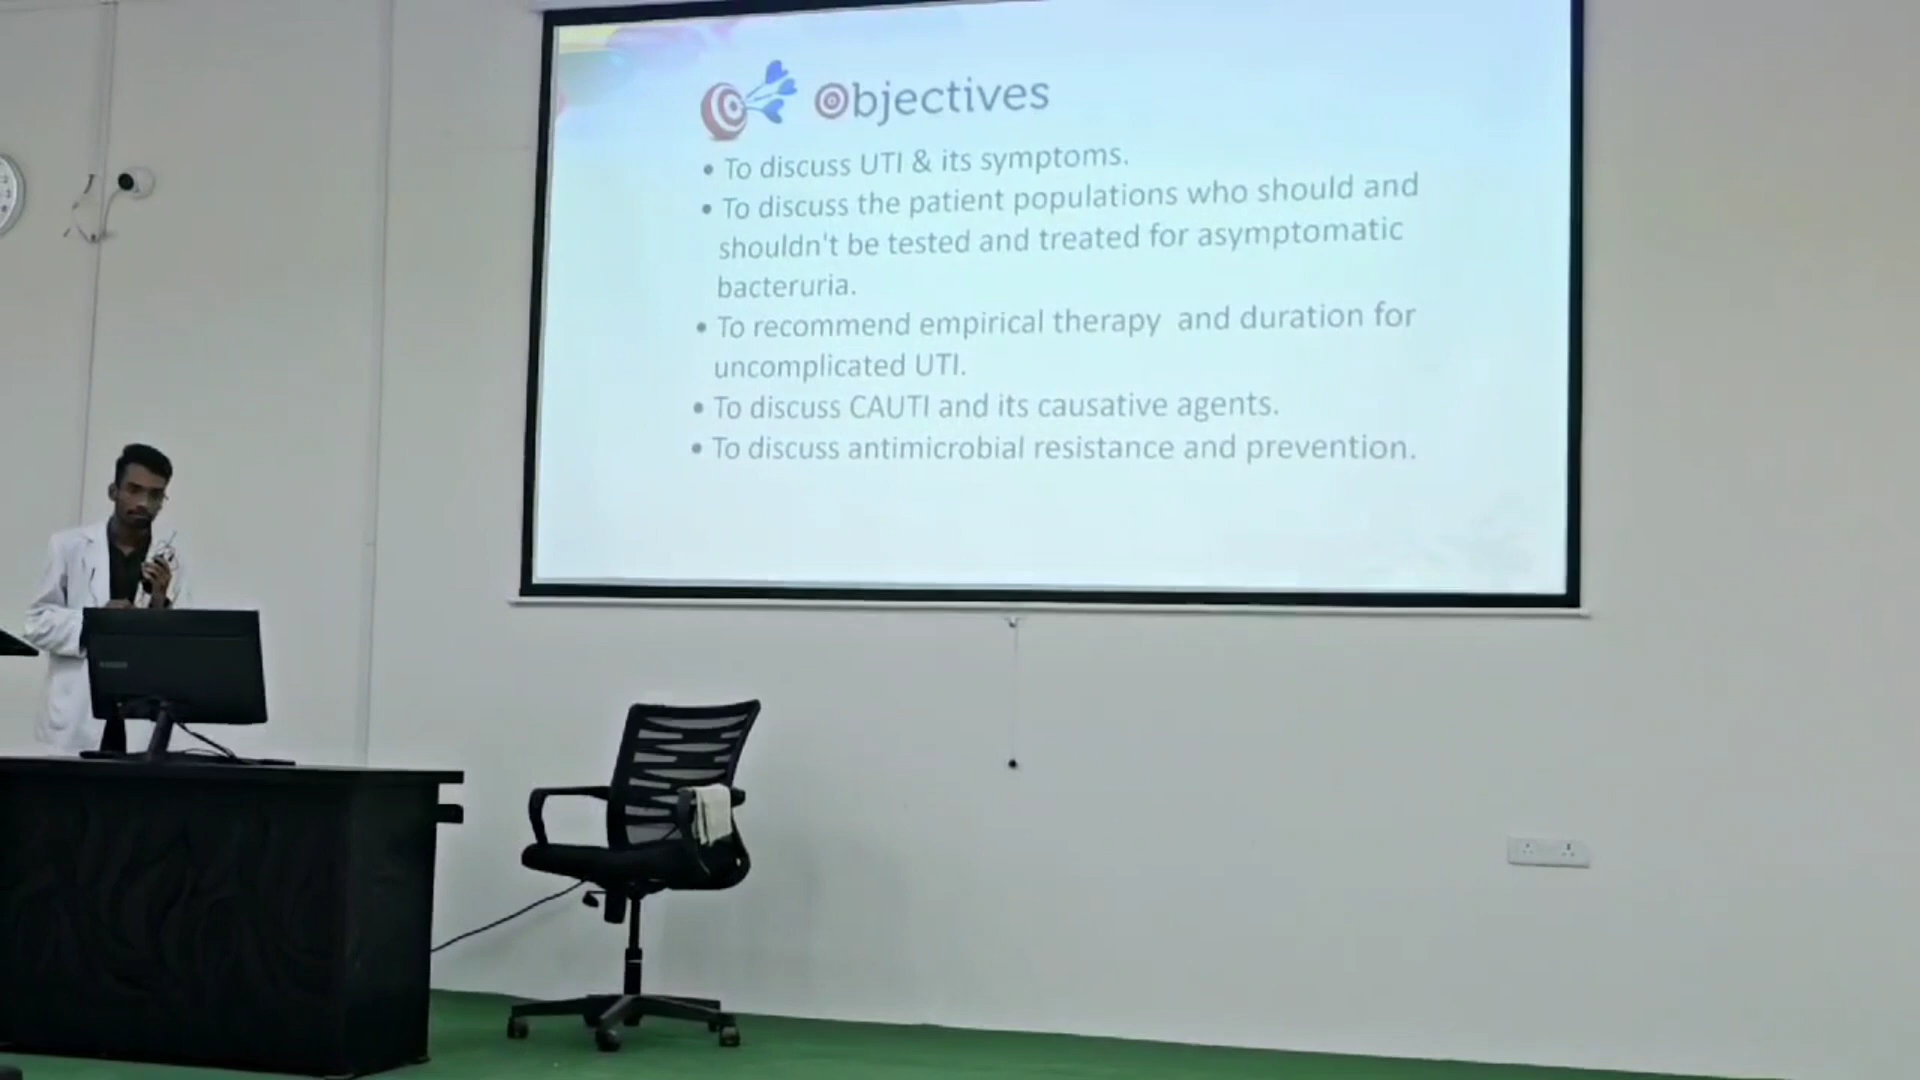 Objectives
• To discuss UTI & its symptoms.
• To discuss the patient populations who should and
shouldn't be tested and treated for asymptomatic
bacteruria.
• To recommend empirical therapy and duration for
uncomplicated UTI.
• To discuss CAUTI and its causative agents.
• To discuss antimicrobial resistance and prevention.